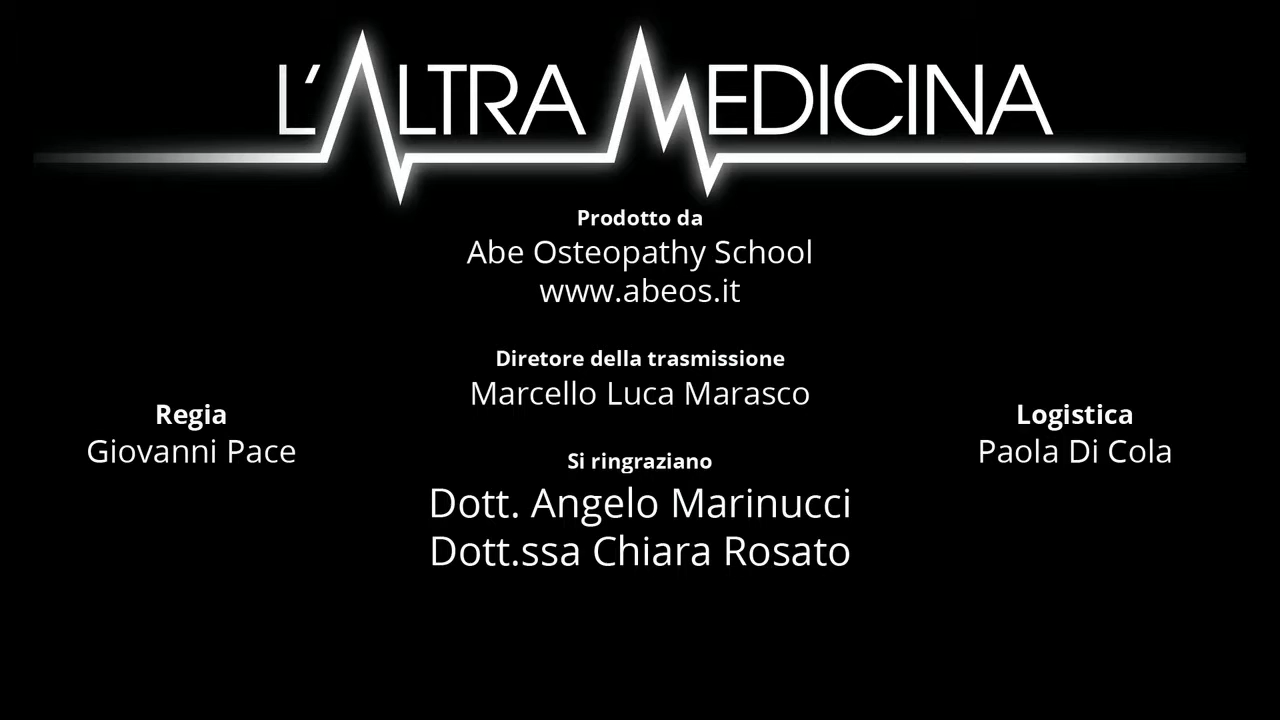 L'ALTRA MEDICINA
Prodotto da
Abe Osteopathy School
www.abeos.it
Diretore della trasmissione
Marcello Luca Marasco
Regia
Giovanni Pace
Logistica
Paola Di Cola
Si ringraziano
Dott. Angelo Marinucci
Dott.ssa Chiara Rosato